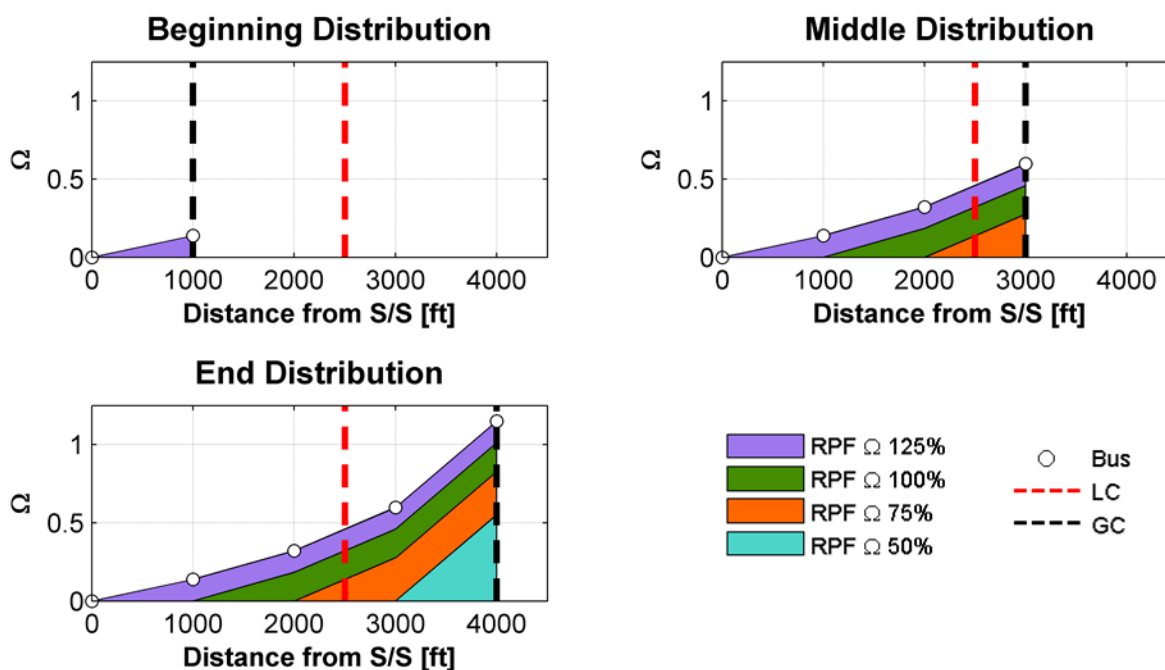 Beginning Distribution
Ω
1
0.5
0
0 1000 2000 3000 4000
Distance from S/S [ft]
Middle Distribution
Ω
1
0.5
0
0 1000 2000 3000 4000
Distance from S/S [ft]
End Distribution
Ω
1
0.5
0
0 1000 2000 3000 4000
Distance from S/S [ft]
RPF Ω 125%
RPF Ω 100%
RPF Ω 75%
RPF Ω 50%
Bus
LC
GC